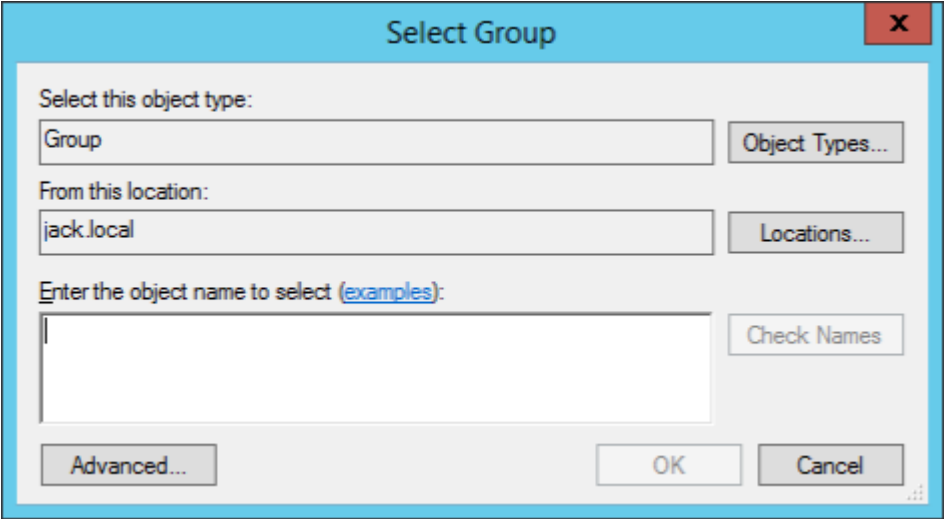 Select Group
x
Select this object type:
Group
Object Types...
From this location:
jack.local
Locations...
Enter the object name to select (examples):
Check Names
Advanced...
OK
Cancel